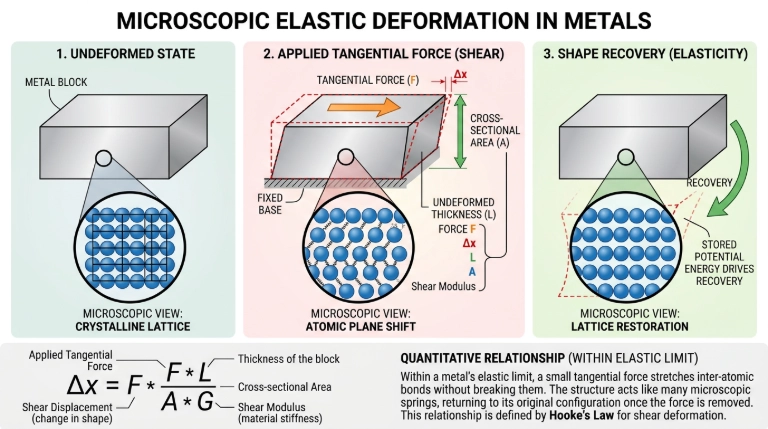 MICROSCOPIC ELASTIC DEFORMATION IN METALS
1. UNDEFORMED STATE
METAL BLOCK
MICROSCOPIC VIEW:
CRYSTALLINE LATTICE
2. APPLIED TANGENTIAL FORCE (SHEAR)
TANGENTIAL FORCE (F)
Δx
CROSS-
SECTIONAL
AREA (A)
FIXED
BASE
UNDEFORMED
THICKNESS (L)
FORCE F
Δx
L
A
Shear Modulus
MICROSCOPIC VIEW:
ATOMIC PLANE SHIFT
3. SHAPE RECOVERY (ELASTICITY)
RECOVERY
STORED
POTENTIAL
ENERGY DRIVES
RECOVERY
MICROSCOPIC VIEW:
LATTICE RESTORATION
Applied Tangential
Force
Thickness of the block
Δx = F * F * L / A * G
Cross-sectional Area
Shear Displacement
(change in shape)
Shear Modulus
(material stiffness)
QUANTITATIVE RELATIONSHIP (WITHIN ELASTIC LIMIT)
Within a metal's elastic limit, a small tangential force stretches inter-atomic
bonds without breaking them. The structure acts like many microscopic
springs, returning to its original configuration once the force is removed.
This relationship is defined by Hooke's Law for shear deformation.